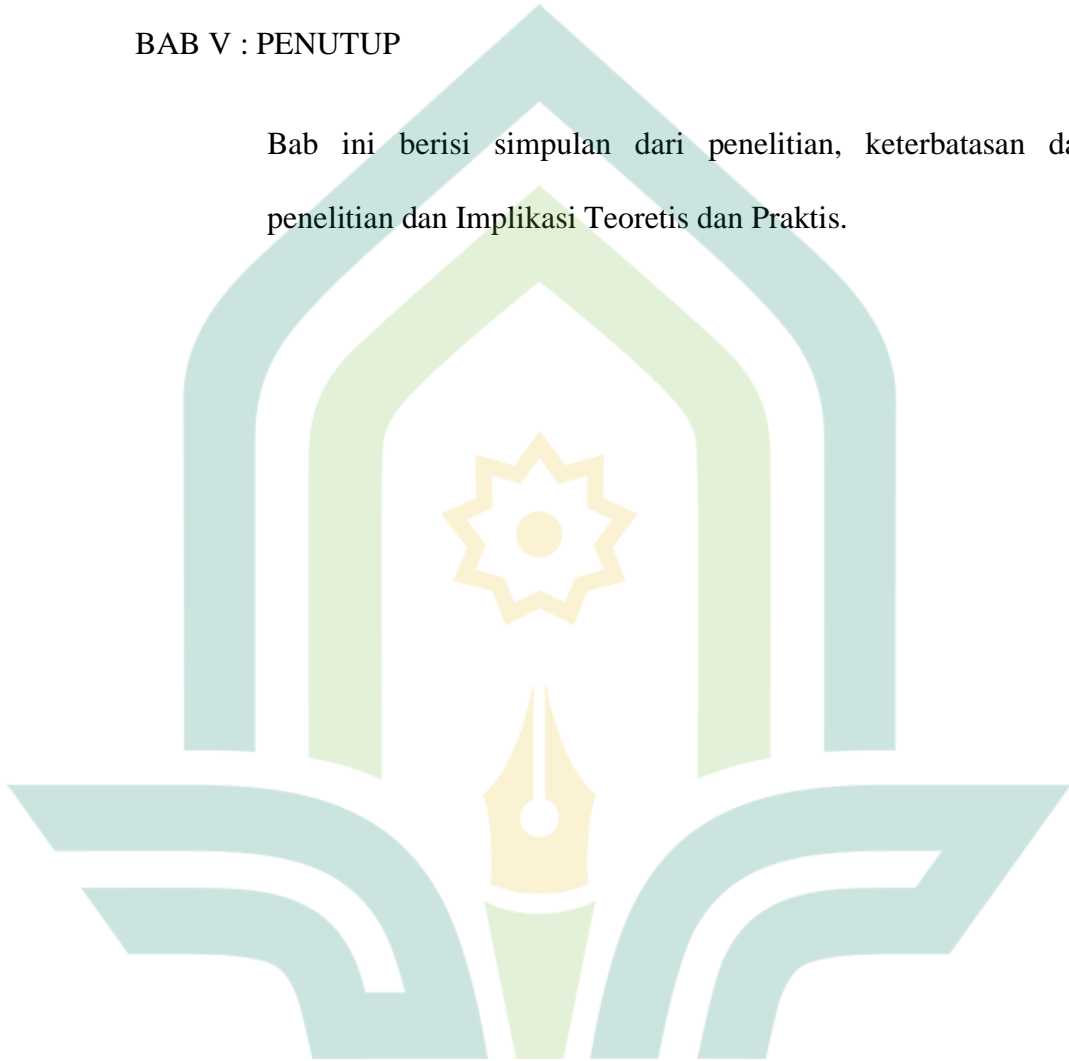 BAB V : PENUTUP
Bab ini berisi simpulan dari penelitian, keterbatasan
penelitian dan Implikasi Teoretis dan Praktis.